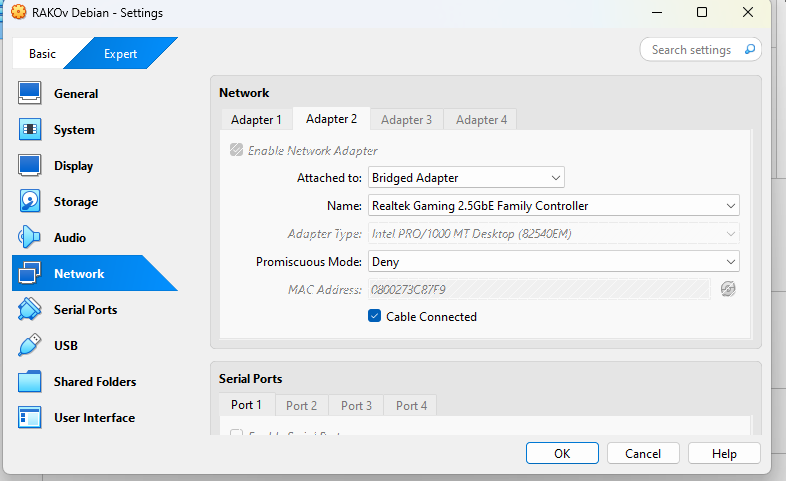 RAKOv Debian - Settings
Basic
Expert
Search settings
General
System
Display
Storage
Audio
Network
Serial Ports
USB
Shared Folders
User Interface
Network
Adapter 1
Adapter 2
Adapter 3
Adapter 4
Enable Network Adapter
Attached to: Bridged Adapter
Name: Realtek Gaming 2.5GbE Family Controller
Adapter Type: Intel PRO/1000 MT Desktop (82540EM)
Promiscuous Mode: Deny
MAC Address: 0800273C87F9
Cable Connected
Serial Ports
Port 1
Port 2
Port 3
Port 4
OK
Cancel
Help